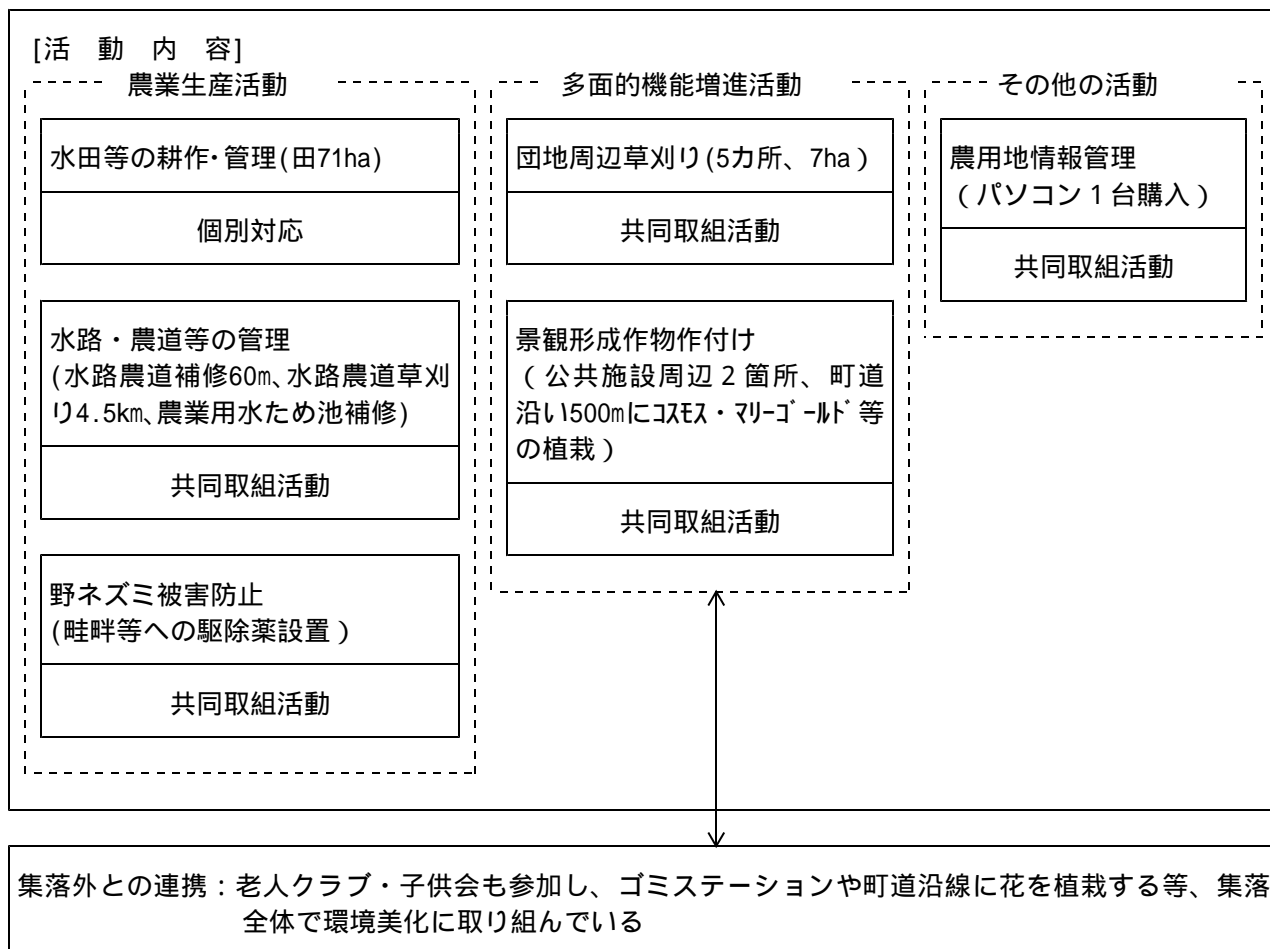 [活　動　内　容]
農業生産活動
水田等の耕作･管理(田71ha)
個別対応
水路・農道等の管理
(水路農道補修60m､水路農道草刈
り4.5km､農業用水ため池補修)
共同取組活動
野ネズミ被害防止
(畦畔等への駆除薬設置）
共同取組活動
多面的機能増進活動
団地周辺草刈り(5カ所、7ha）
共同取組活動
景観形成作物作付け
（公共施設周辺２箇所、町道
沿い500mにｺｽﾓｽ・ﾏﾘｰｺﾞｰﾙﾄﾞ等
の植栽）
共同取組活動
その他の活動
農用地情報管理
（パソコン１台購入）
共同取組活動
集落外との連携：老人クラブ・子供会も参加し、ゴミステーションや町道沿線に花を植栽する等、集落
全体で環境美化に取り組んでいる